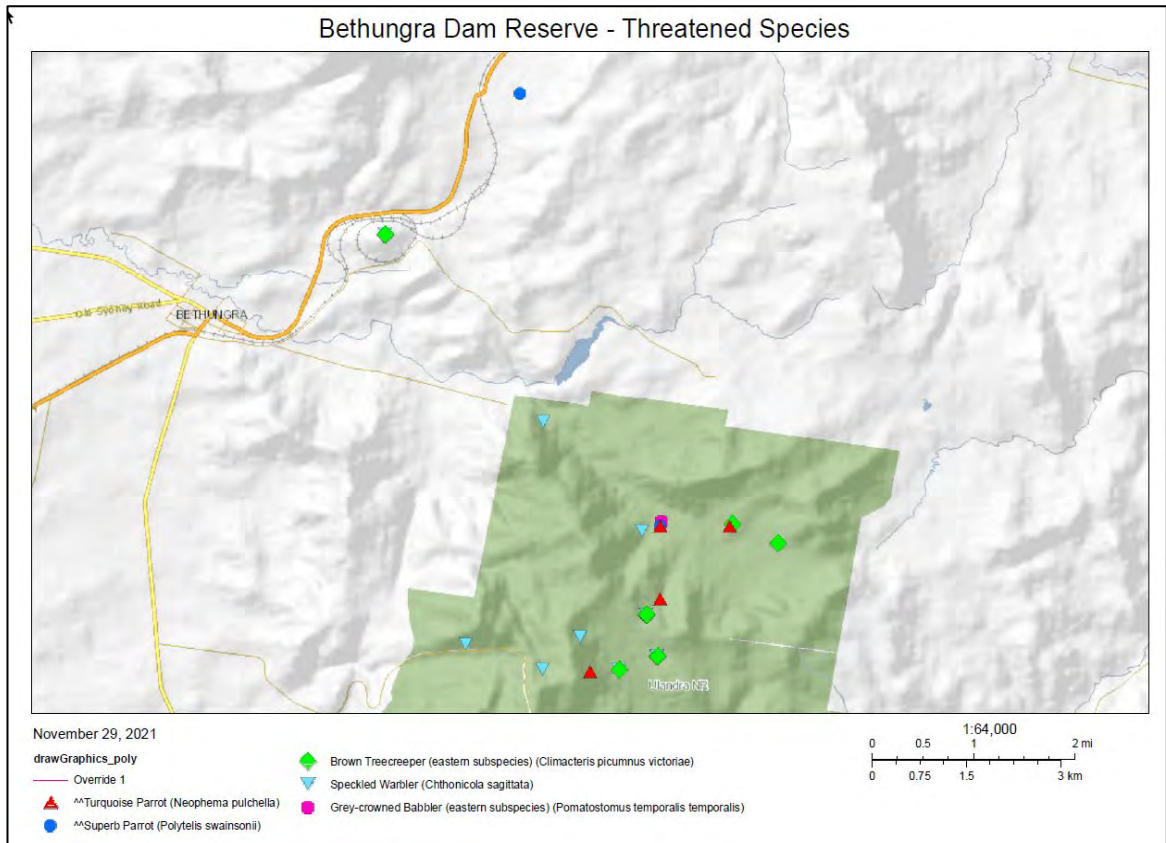 Bethungra Dam Reserve - Threatened Species
Old Sydney Road
BETHUNGRA
Ulandra NR
November 29, 2021
drawGraphics_poly
Override 1
^^Turquoise Parrot (Neophema pulchella)
^^Superb Parrot (Polytelis swainsonii)
Brown Treecreeper (eastern subspecies) (Climacteris picumnus victoriae)
Speckled Warbler (Chthonicola sagittata)
Grey-crowned Babbler (eastern subspecies) (Pomatostomus temporalis temporalis)
1:64,000
0 0.5 1 2 mi
0 0.75 1.5 3 km